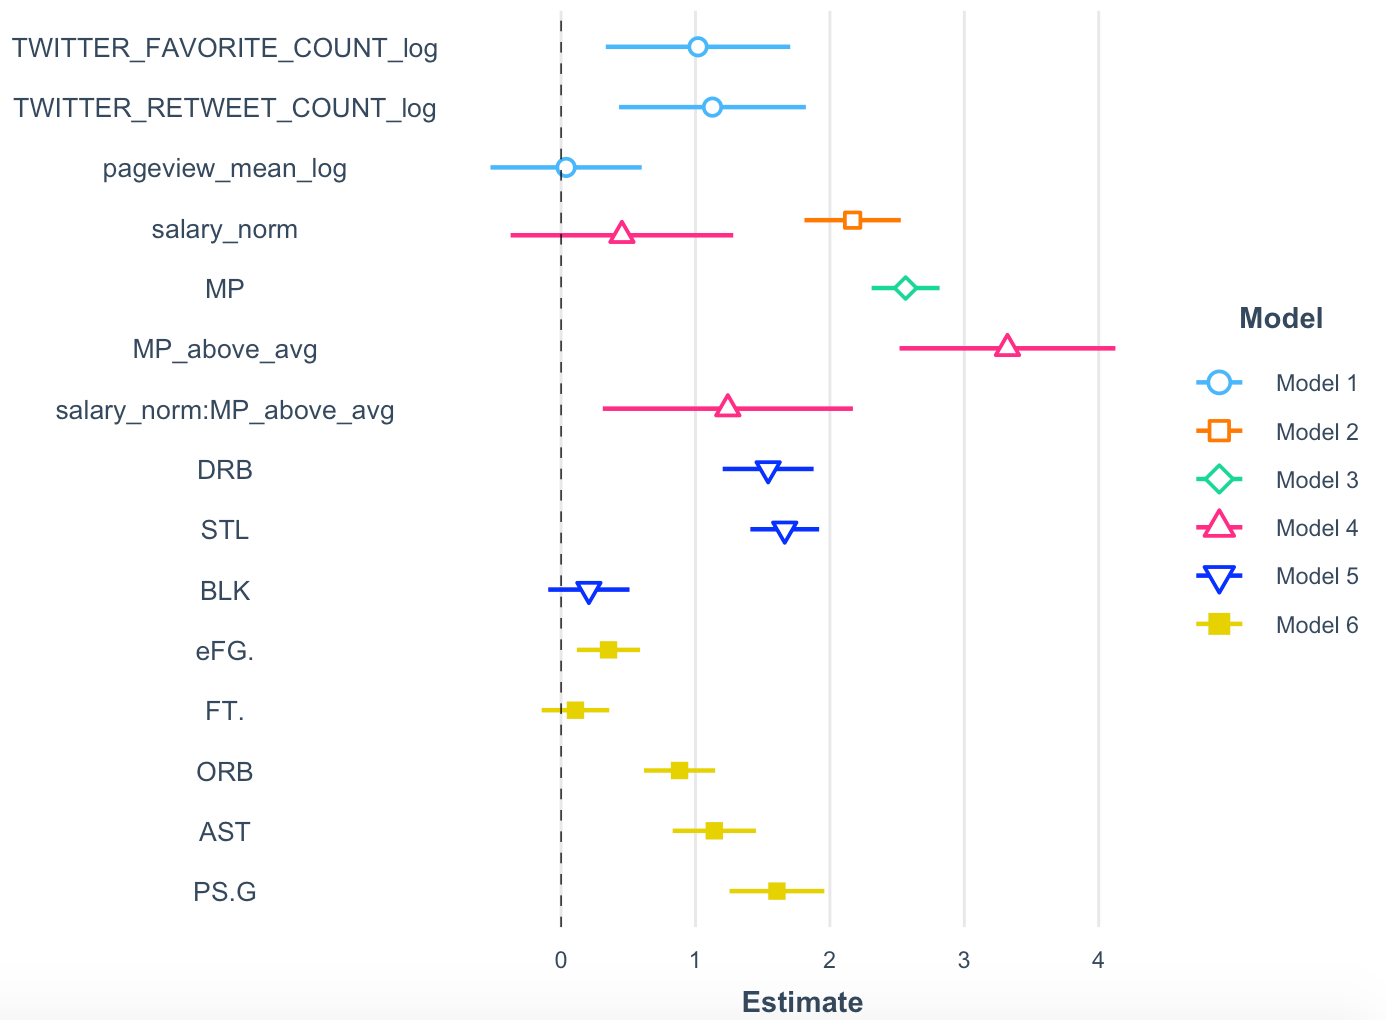 TWITTER_FAVORITE_COUNT_log
TWITTER_RETWEET_COUNT_log
pageview_mean_log
salary_norm
MP
MP_above_avg
salary_norm:MP_above_avg
DRB
STL
BLK
eFG.
FT.
ORB
AST
PS.G
0 1 2 3 4
Estimate
Model
Model 1
Model 2
Model 3
Model 4
Model 5
Model 6